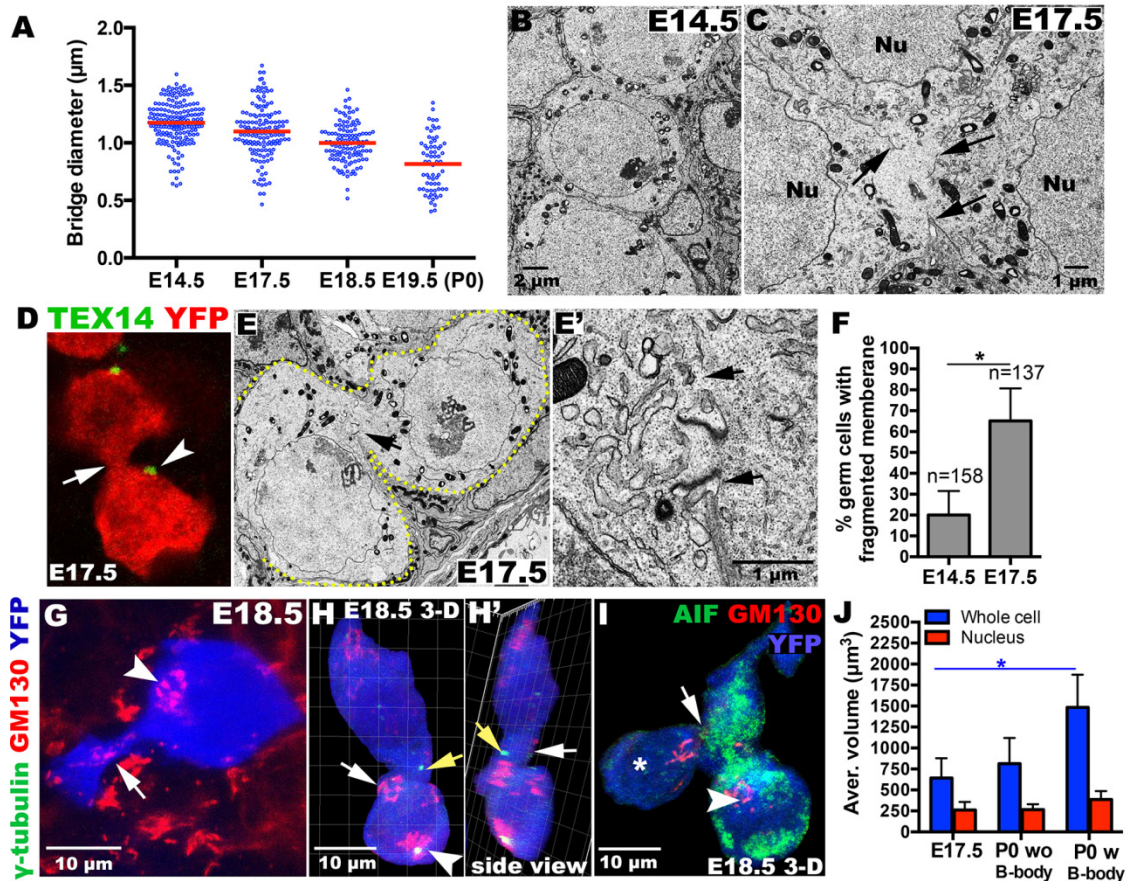 A
2.0
1.5
1.0
0.5
0.0
Bridge diameter (µm)
E14.5 E17.5 E18.5 E19.5 (P0)
B E14.5
2 µm
C E17.5
Nu
Nu
Nu
1 µm
D TEX14 YFP
E17.5
E
E17.5
E'
1 µm
F
% germ cells with
fragmented membrane
100
90
80
70
60
50
40
30
20
10
0
*
n=158
n=137
E14.5 E17.5
γ-tubulin GM130 YFP
G E18.5
10 µm
H E18.5 3-D
10 µm
H'
side view
I AIF GM130
YFP
*
10 µm
E18.5 3-D
J
Whole cell
Nucleus
Aver. volume (µm³)
2500
2250
2000
1750
1500
1250
1000
750
500
250
0
*
E17.5
P0 wo
B-body
P0 w
B-body